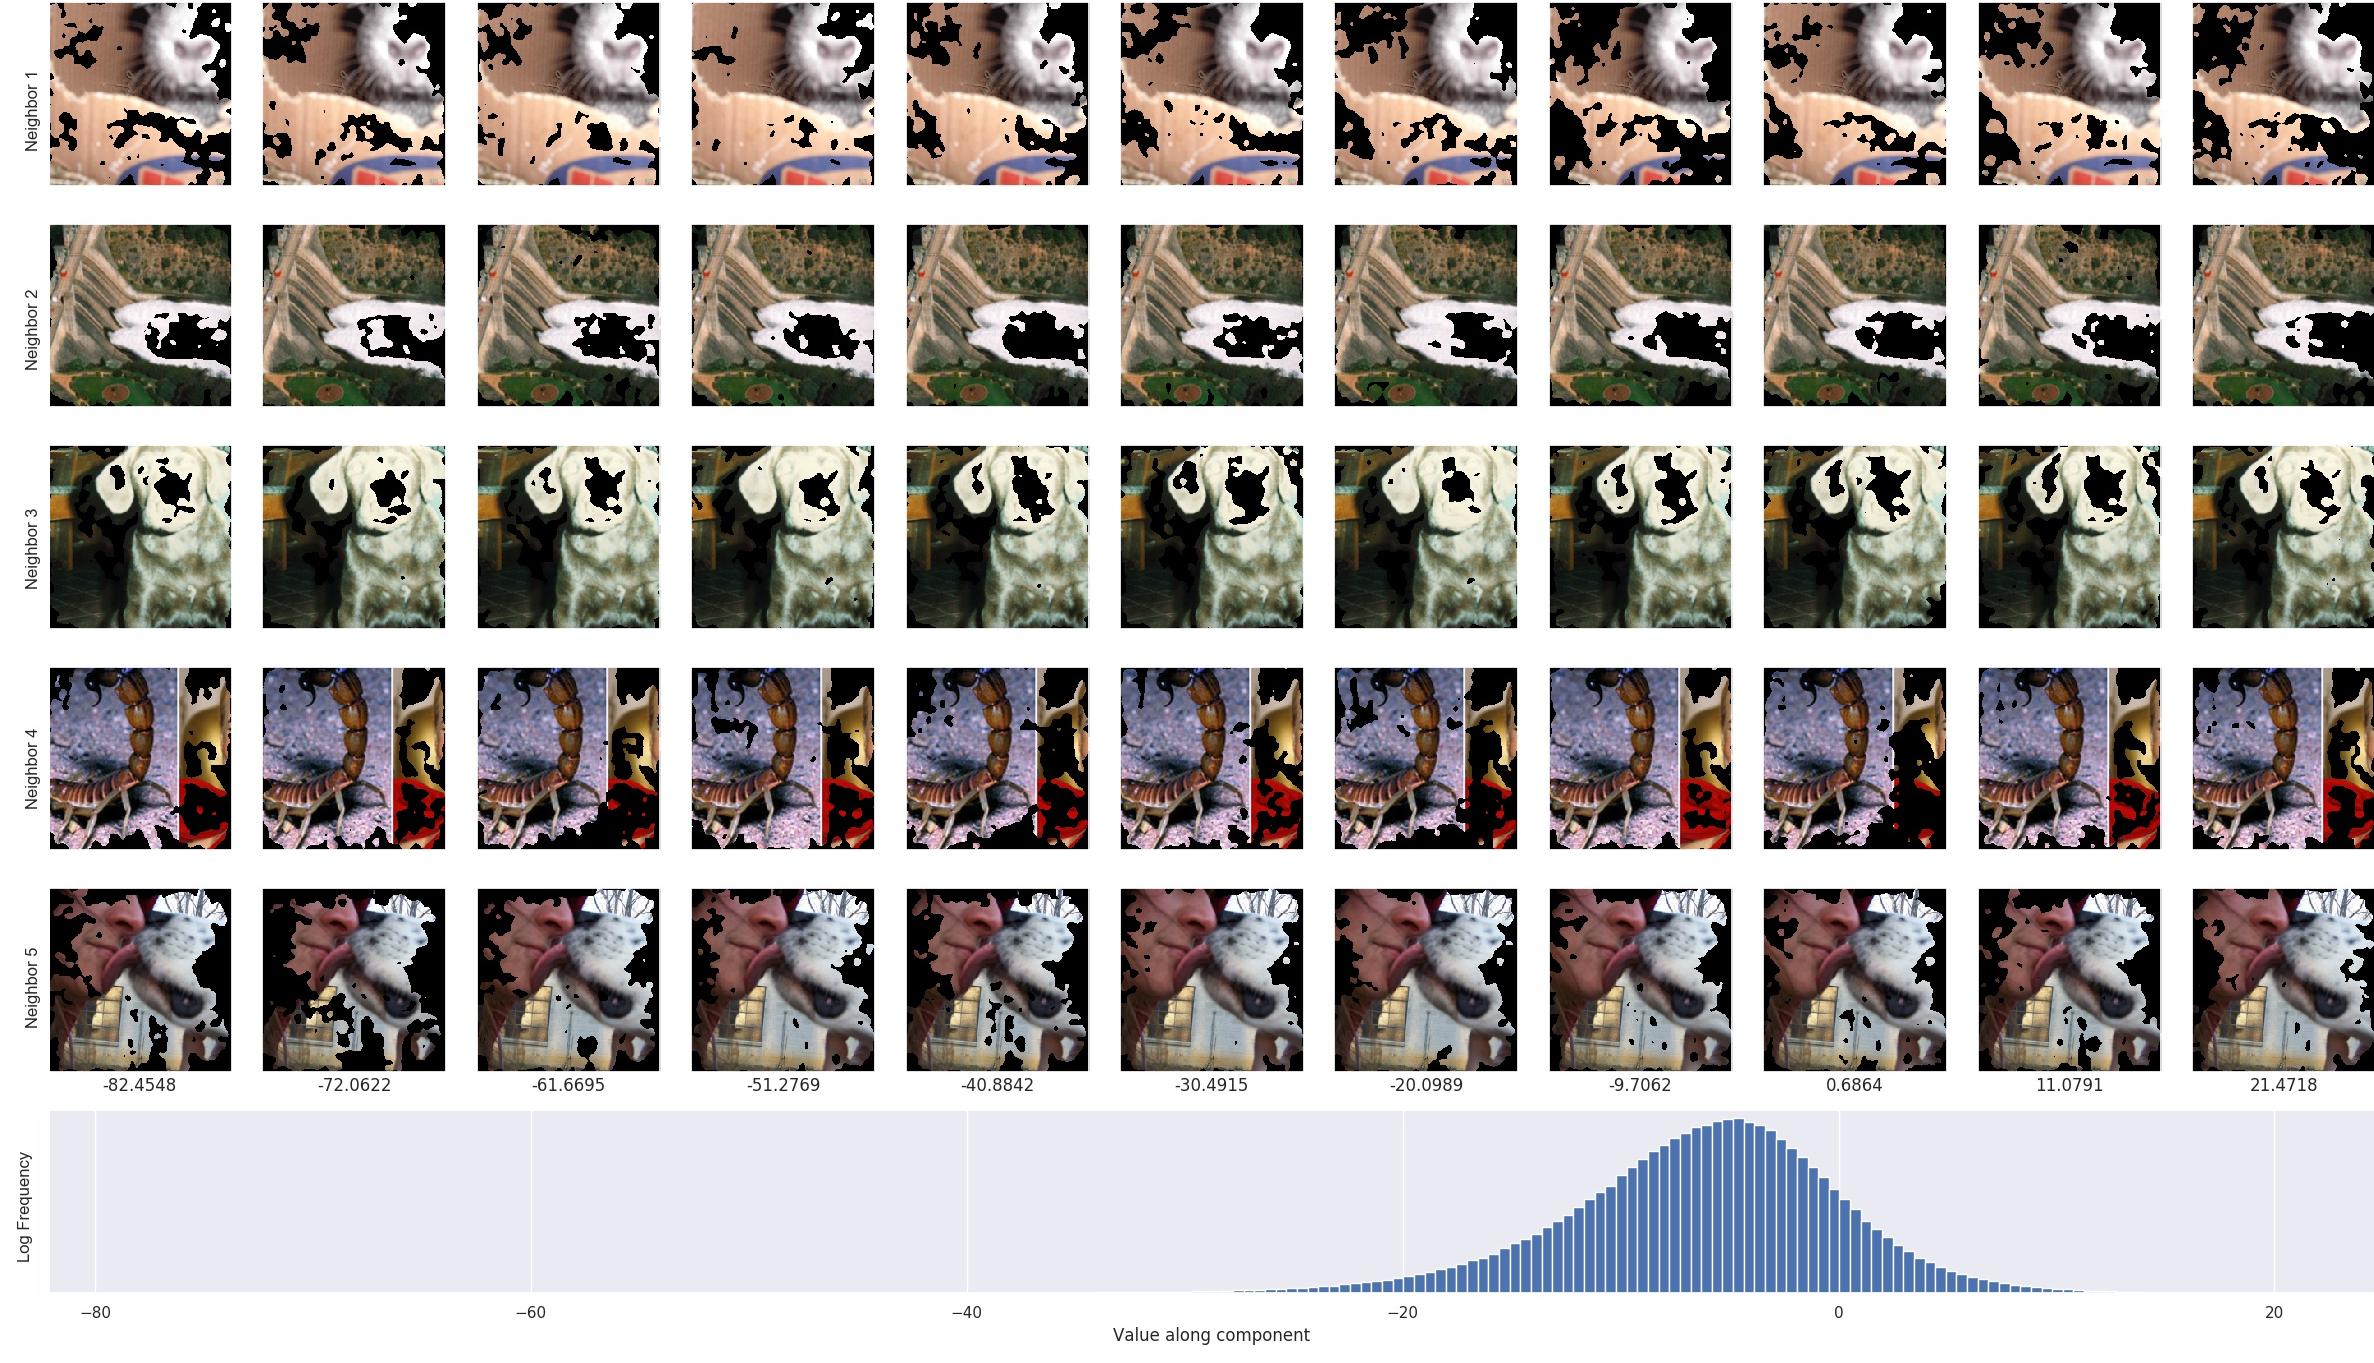 Neighbor 1
Neighbor 2
Neighbor 3
Neighbor 4
Neighbor 5
-82.4548 -72.0622 -61.6695 -51.2769 -40.8842 -30.4915 -20.0989 -9.7062 0.6864 11.0791 21.4718
Log Frequency
−80 −60 −40 −20 0 20
Value along component